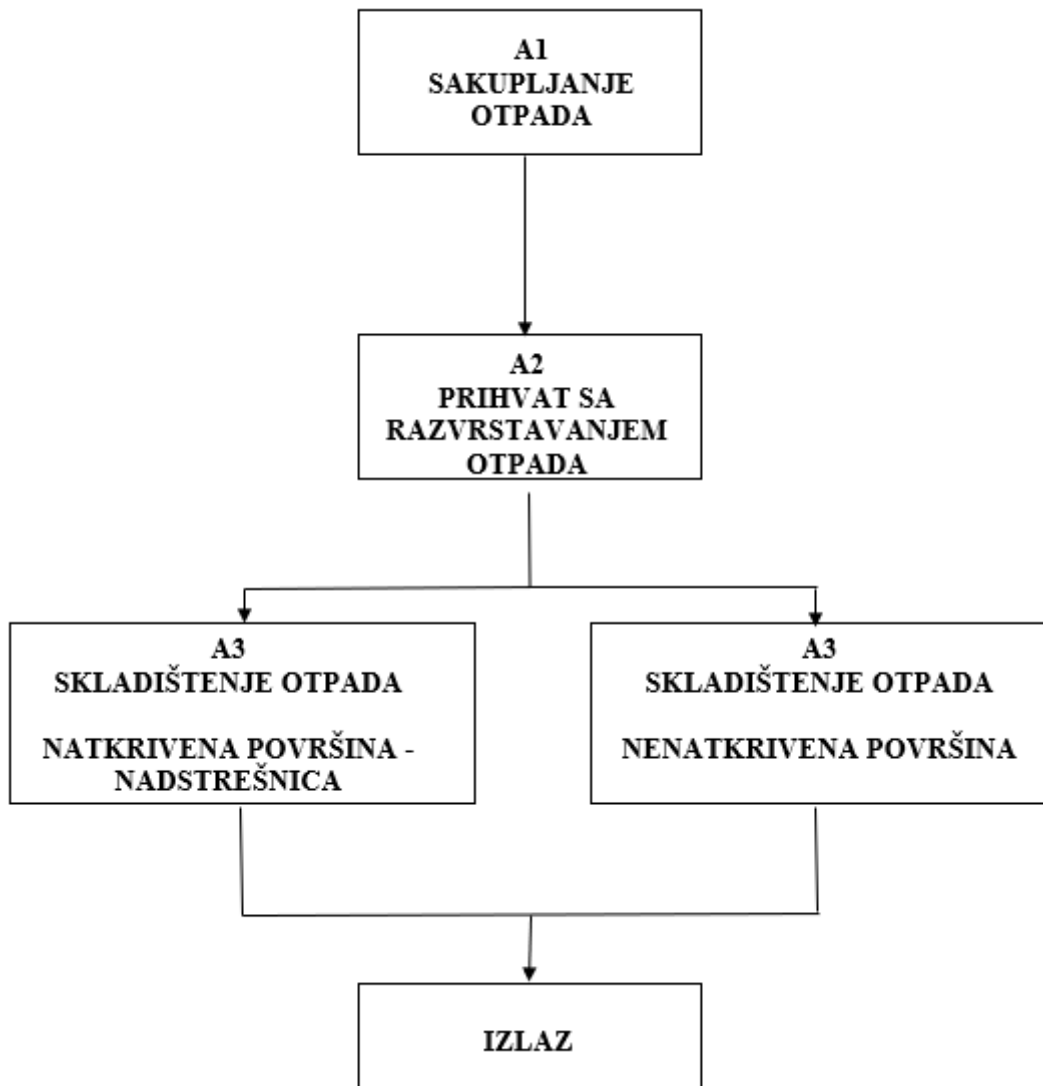 A1
SAKUPLJANJE
OTPADA
A2
PRIHVAT SA
RAZVRSTAVANJEM
OTPADA
A3
SKLADIŠTENJE OTPADA
NATKRIVENA POVRŠINA -
NADSTREŠNICA
A3
SKLADIŠTENJE OTPADA
NENATKRIVENA POVRŠINA
IZLAZ